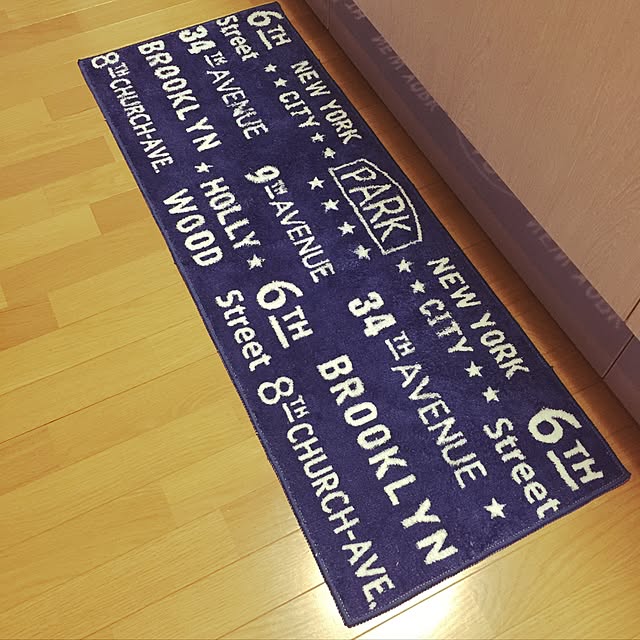 6TH
Street
34TH AVENUE
BROOKLYN
8TH CHURCH-AVE.
NEW YORK
CITY
PARK
9TH AVENUE
HOLLY
WOOD
NEW YORK
CITY
34TH AVENUE
6TH
Street
BROOKLYN
8TH CHURCH-AVE.
6TH
Street